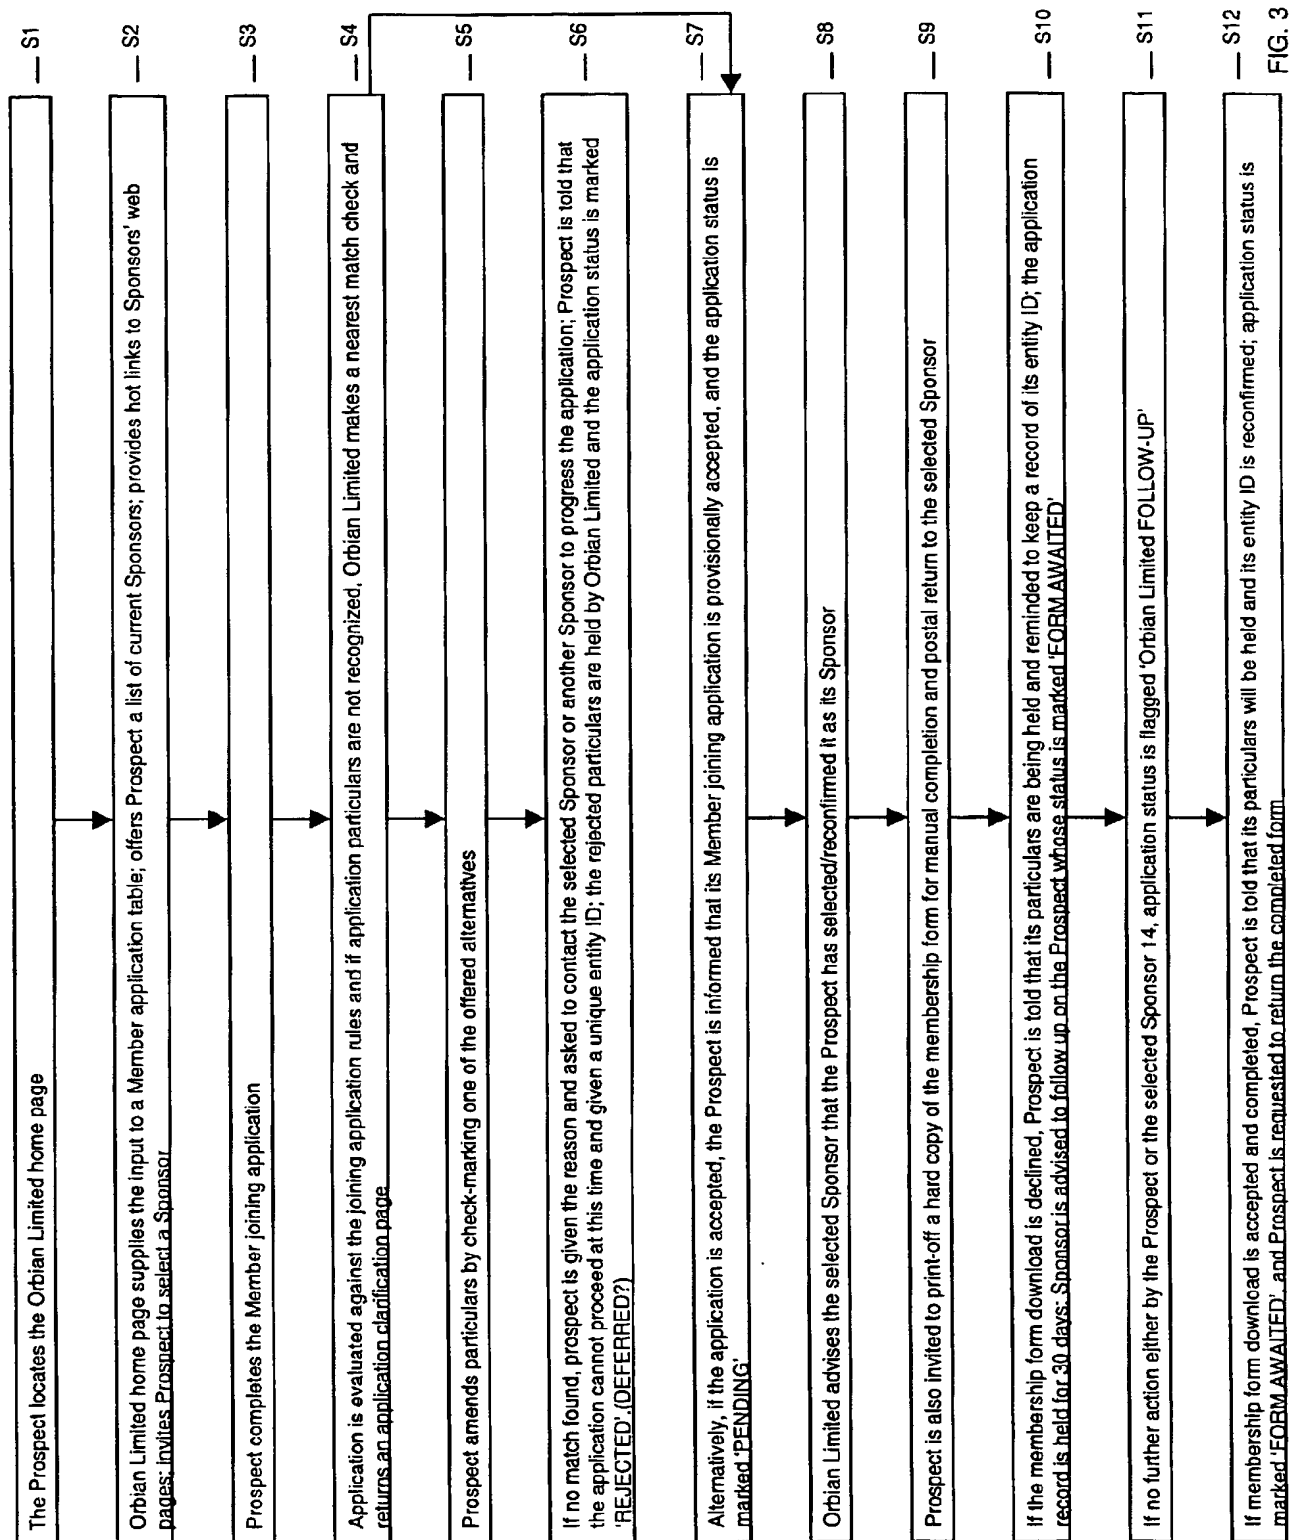 The Prospect locates the Orbian Limited home page
S1
Orbian Limited home page supplies the input to a Member application table; offers Prospect a list of current Sponsors; provides hot links to Sponsors' web
pages; invites Prospect to select a Sponsor
S2
Prospect completes the Member joining application
S3
Application is evaluated against the joining application rules and if application particulars are not recognized, Orbian Limited makes a nearest match check and
returns an application clarification page
S4
Prospect amends particulars by check-marking one of the offered alternatives
S5
If no match found, prospect is given the reason and asked to contact the selected Sponsor or another Sponsor to progress the application; Prospect is told that
the application cannot proceed at this time and given a unique entity ID; the rejected particulars are held by Orbian Limited and the application status is marked
'REJECTED'.(DEFERRED?)
S6
Alternatively, if the application is accepted, the Prospect is informed that its Member joining application is provisionally accepted, and the application status is
marked 'PENDING'
S7
Orbian Limited advises the selected Sponsor that the Prospect has selected/reconfirmed it as its Sponsor
S8
Prospect is also invited to print-off a hard copy of the membership form for manual completion and postal return to the selected Sponsor
S9
If the membership form download is declined, Prospect is told that its particulars are being held and reminded to keep a record of its entity ID; the application
record is held for 30 days; Sponsor is advised to follow up on the Prospect whose status is marked 'FORM AWAITED'
S10
If no further action either by the Prospect or the selected Sponsor 14, application status is flagged 'Orbian Limited FOLLOW-UP'
S11
If membership form download is accepted and completed, Prospect is told that its particulars will be held and its entity ID is reconfirmed; application status is
marked 'FORM AWAITED', and Prospect is requested to return the completed form
S12
FIG. 3